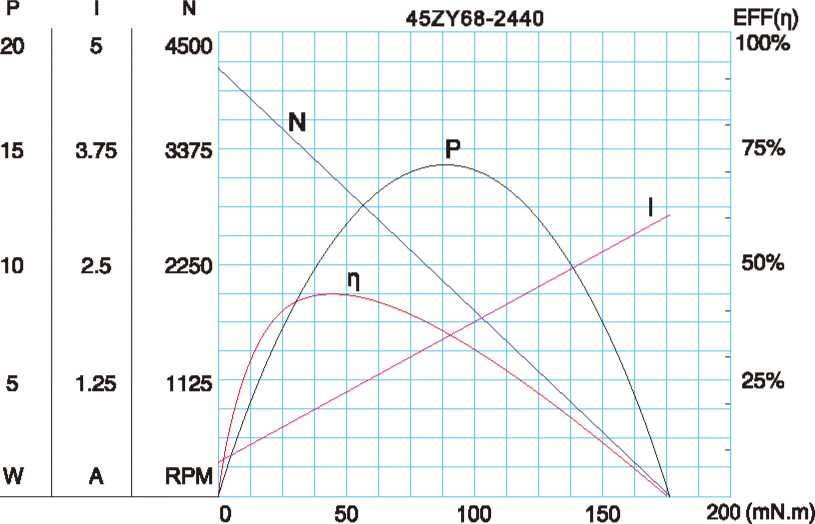 P I N 45ZY68-2440 EFF(η)
20 5 4500 100%
N
15 3.75 3375 P 75%
I
10 2.5 2250 η 50%
5 1.25 1125 25%
W A RPM
0 50 100 150 200 (mN.m)